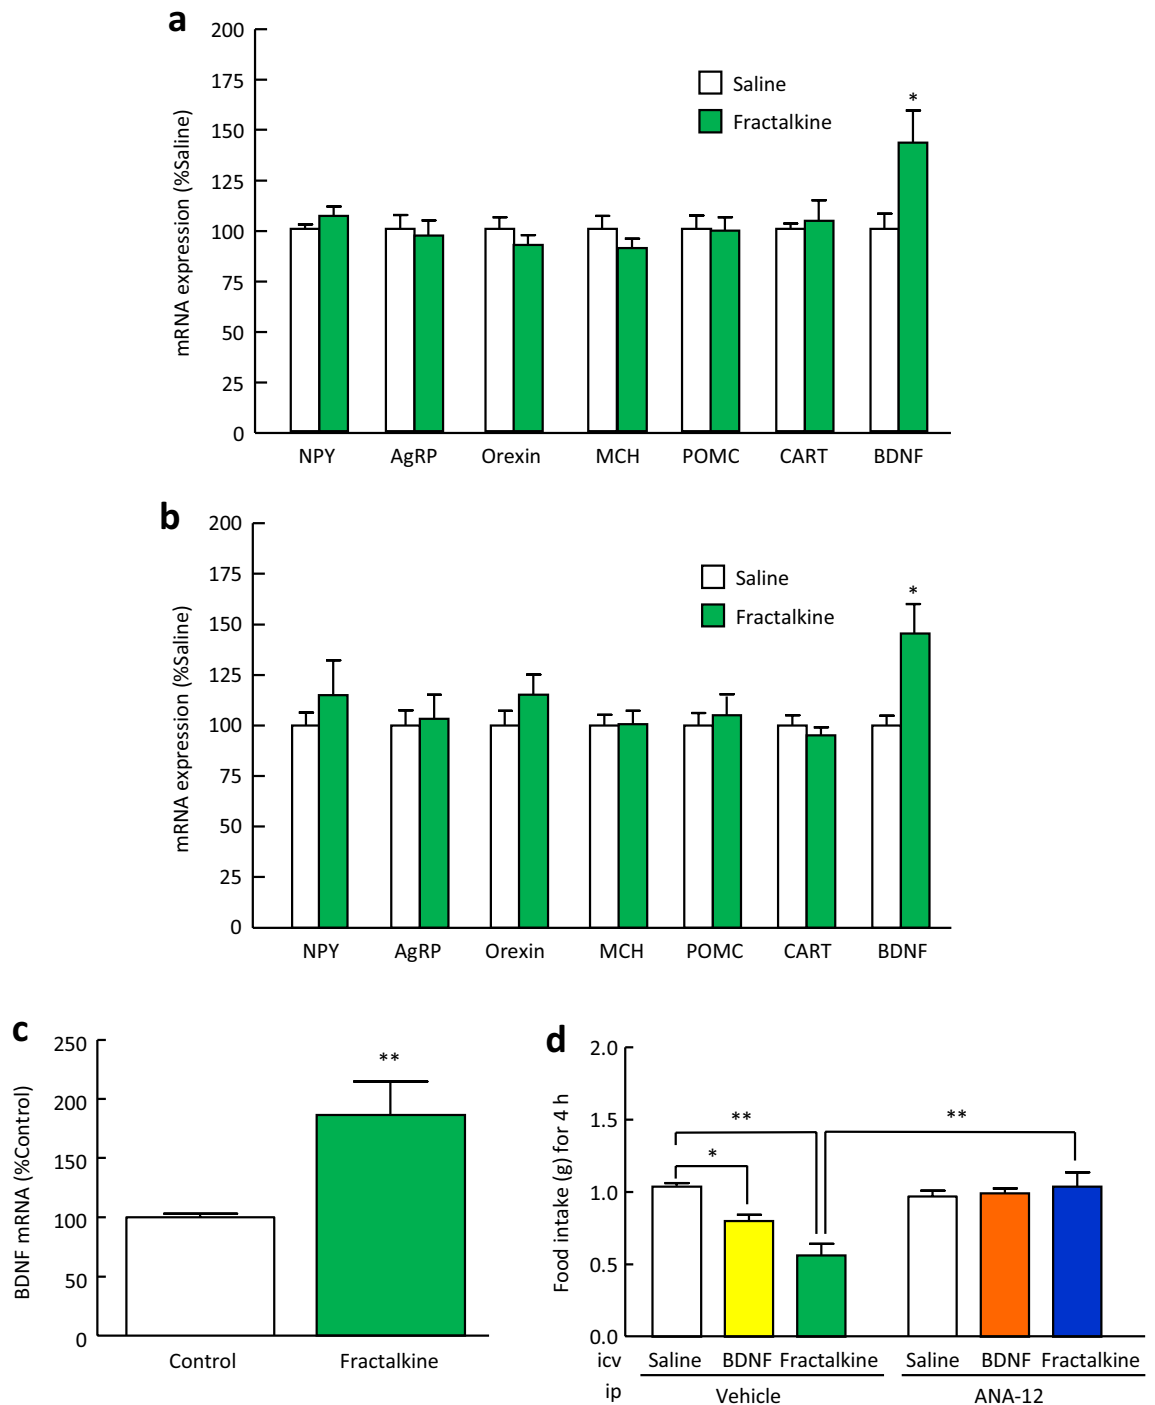 a
200
175
150
125
100
75
50
25
0
mRNA expression (%Saline)
Saline
Fractalkine
*
NPY AgRP Orexin MCH POMC CART BDNF
b
200
175
150
125
100
75
50
25
0
mRNA expression (%Saline)
Saline
Fractalkine
*
NPY AgRP Orexin MCH POMC CART BDNF
c
250
200
150
100
50
0
BDNF mRNA (%Control)
**
Control Fractalkine
d
2.0
1.5
1.0
0.5
0.0
Food intake (g) for 4 h
** **
*
icv Saline BDNF Fractalkine Saline BDNF Fractalkine
ip Vehicle ANA-12